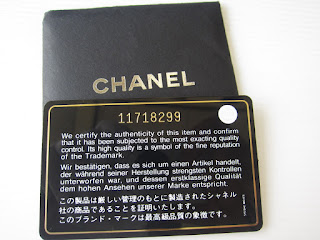 CHANEL
11718299
We certify the authenticity of this item and confirm
that it has been subjected to the most exacting quality
control. Its high quality is a symbol of the fine reputation
of the Trademark.
Wir bestätigen, dass es sich um einen Artikel handelt,
der während seiner Herstellung strengsten Kontrollen
unterworfen war, und dessen erstklassige Qualität
dem hohen Ansehen unserer Marke entspricht.
この製品は厳しい管理のもとに製造されたシャネル
社の商品であることを証明いたします。
このブランド・マークは最高級品質の象徴です。